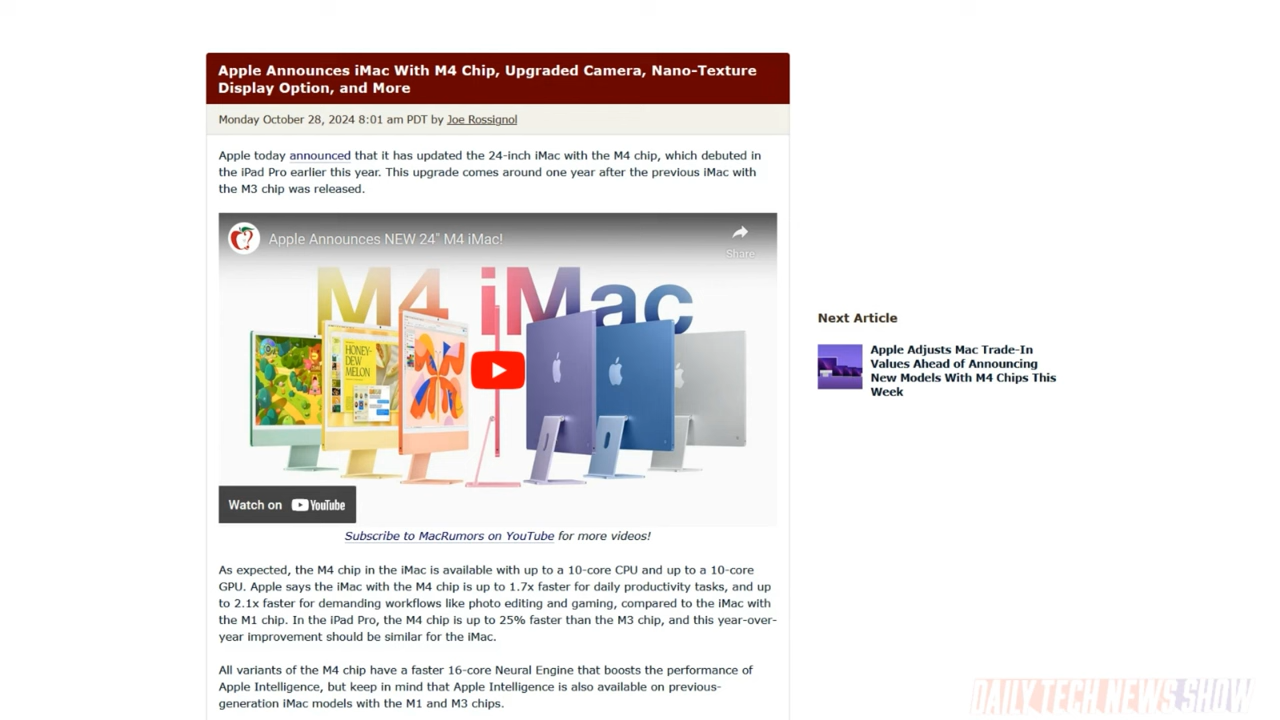 Apple Announces iMac With M4 Chip, Upgraded Camera, Nano-Texture
Display Option, and More
Monday October 28, 2024 8:01 am PDT by Joe Rossignol
Apple today announced that it has updated the 24-inch iMac with the M4 chip, which debuted in
the iPad Pro earlier this year. This upgrade comes around one year after the previous iMac with
the M3 chip was released.
Apple Announces NEW 24" M4 iMac!
Share
M4 iMac
HONEY-
DEW
MELON
Watch on YouTube
Subscribe to MacRumors on YouTube for more videos!
As expected, the M4 chip in the iMac is available with up to a 10-core CPU and up to a 10-core
GPU. Apple says the iMac with the M4 chip is up to 1.7x faster for daily productivity tasks, and up
to 2.1x faster for demanding workflows like photo editing and gaming, compared to the iMac with
the M1 chip. In the iPad Pro, the M4 chip is up to 25% faster than the M3 chip, and this year-over-
year improvement should be similar for the iMac.
All variants of the M4 chip have a faster 16-core Neural Engine that boosts the performance of
Apple Intelligence, but keep in mind that Apple Intelligence is also available on previous-
generation iMac models with the M1 and M3 chips.
Next Article
Apple Adjusts Mac Trade-In
Values Ahead of Announcing
New Models With M4 Chips This
Week
DAILY TECH NEWS SHOW